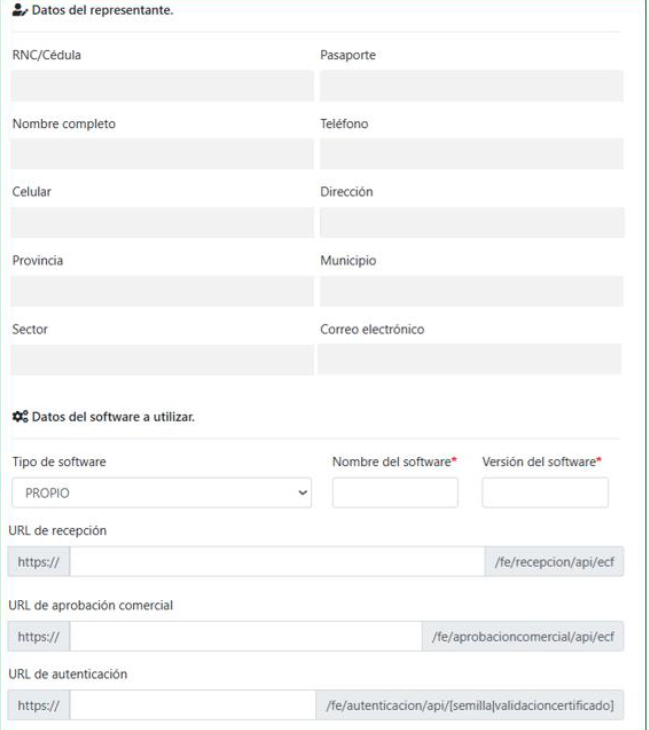 Datos del representante.
RNC/Cédula Pasaporte
Nombre completo Teléfono
Celular Dirección
Provincia Municipio
Sector Correo electrónico
Datos del software a utilizar.
Tipo de software Nombre del software* Versión del software*
PROPIO
URL de recepción
https:// /fe/recepcion/api/ecf
URL de aprobación comercial
https:// /fe/aprobacioncomercial/api/ecf
URL de autenticación
https:// /fe/autenticacion/api/[semilla|validacioncertificado]